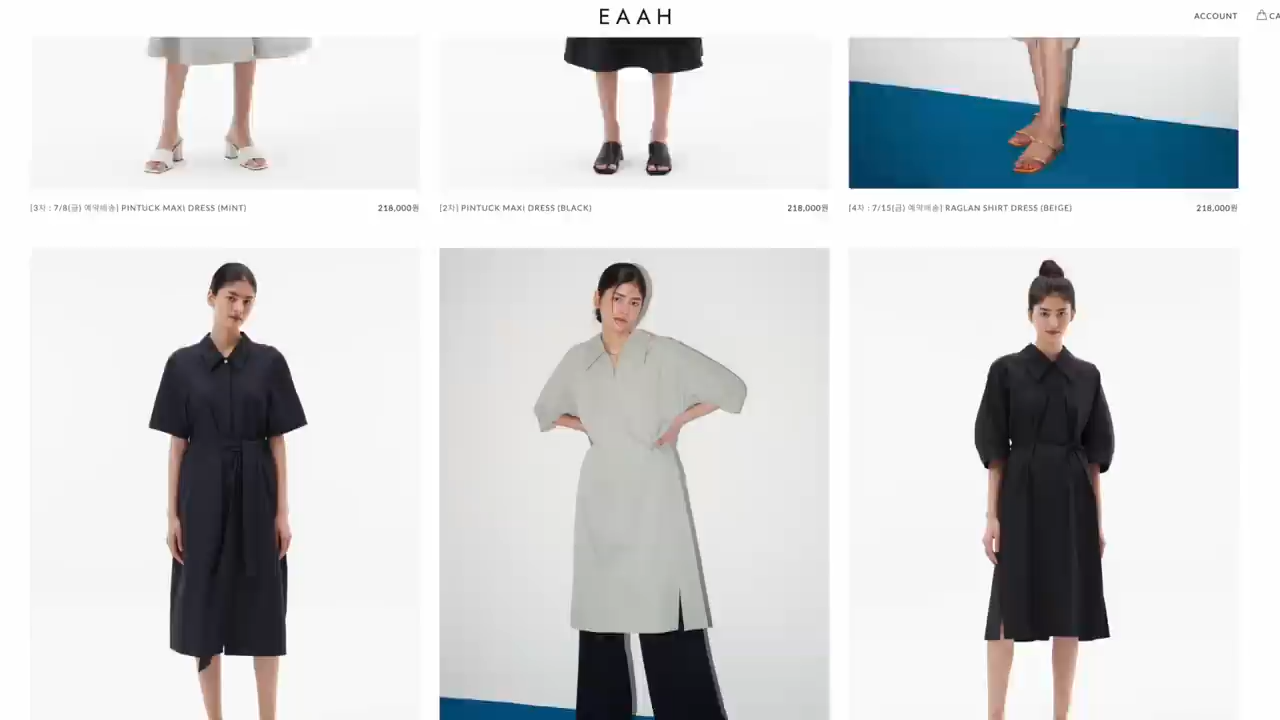 EAAH
ACCOUNT
CA
[3차 : 7/8(금) 예약배송] PINTUCK MAXI DRESS (MINT) 218,000원
[2차] PINTUCK MAXI DRESS (BLACK) 218,000원
[4차 : 7/15(금) 예약배송] RAGLAN SHIRT DRESS (BEIGE) 218,000원